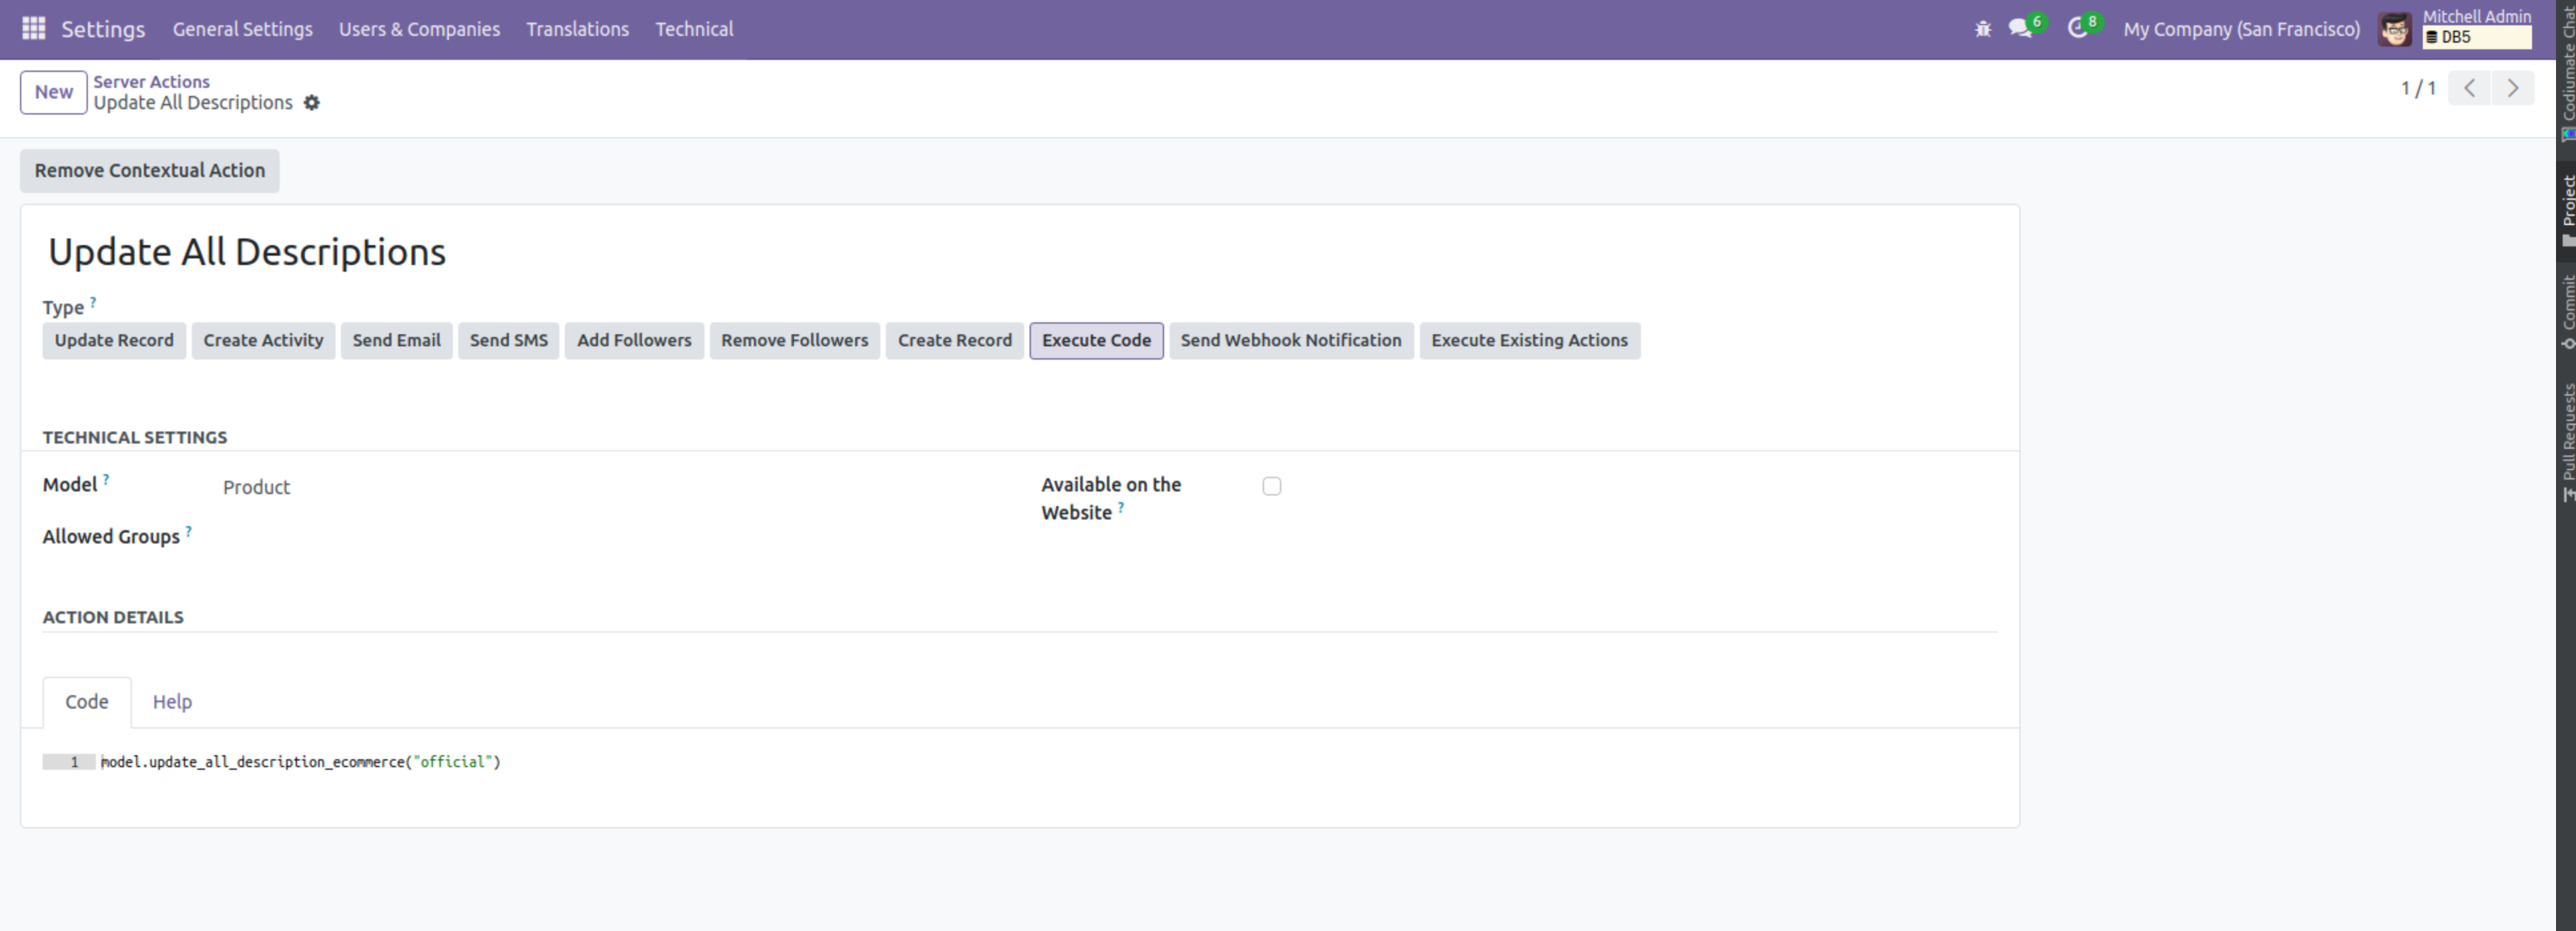 Settings General Settings Users & Companies Translations Technical 6 8 My Company (San Francisco) Mitchell Admin
DB5
New Server Actions
Update All Descriptions
1 / 1
Remove Contextual Action
Update All Descriptions
Type ?
Update Record Create Activity Send Email Send SMS Add Followers Remove Followers Create Record Execute Code Send Webhook Notification Execute Existing Actions
TECHNICAL SETTINGS
Model ? Product
Available on the
Website ?
Allowed Groups ?
ACTION DETAILS
Code Help
1 model.update_all_description_ecommerce("official")
Codiumate Chat
Project
Commit
Pull Requests